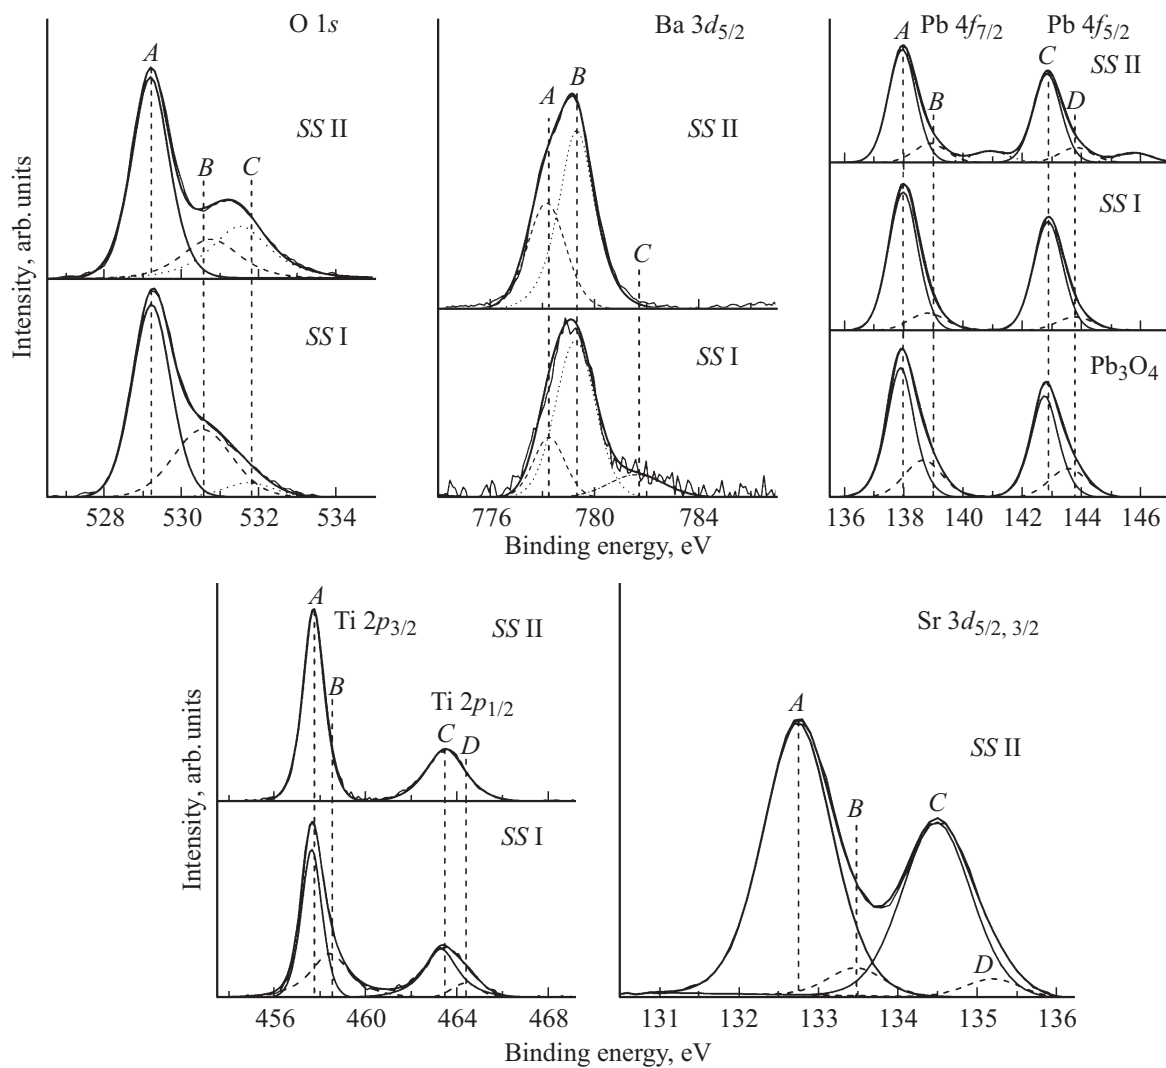 O 1s
A
SS II
B
C
SS I
528
530
532
534
Intensity, arb. units
Ba 3d5/2
B
A
SS II
C
SS I
776
780
784
Binding energy, eV
A
Pb 4f7/2
Pb 4f5/2
C
SS II
B
D
SS I
Pb3O4
136
138
140
142
144
146
A
Ti 2p3/2
SS II
B
Ti 2p1/2
C
D
SS I
456
460
464
468
Intensity, arb. units
Sr 3d5/2, 3/2
A
SS II
B
C
D
131
132
133
134
135
136
Binding energy, eV